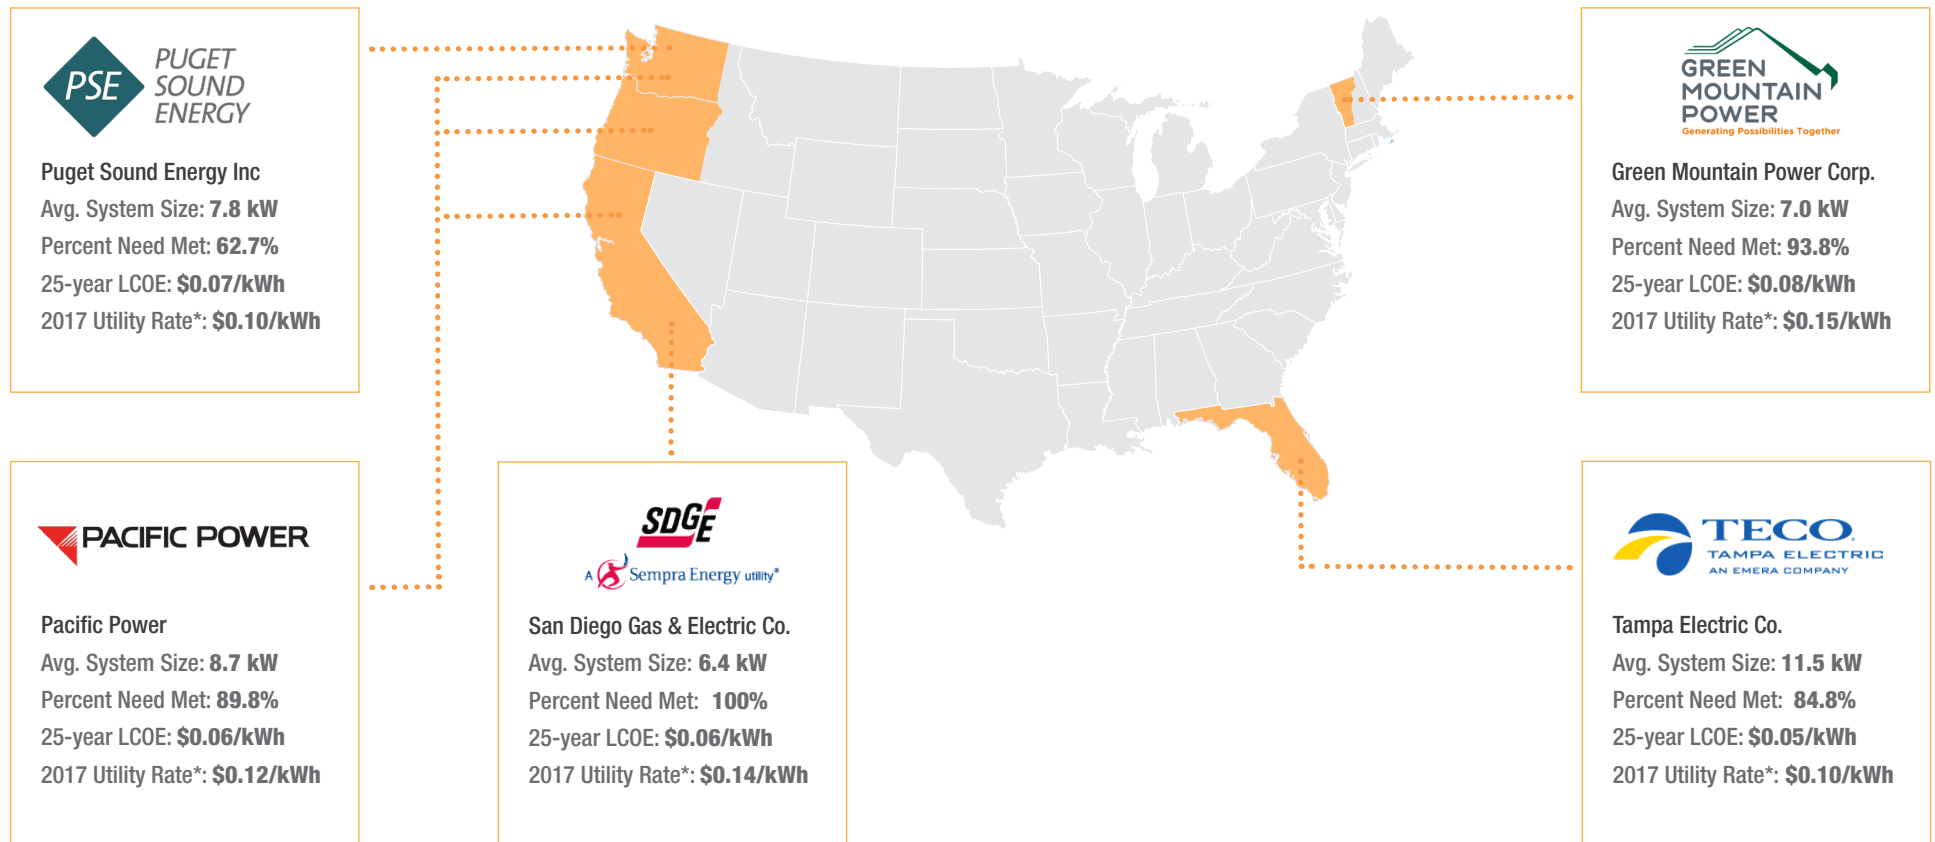 PSE
PUGET
SOUND
ENERGY
Puget Sound Energy Inc
Avg. System Size: 7.8 kW
Percent Need Met: 62.7%
25-year LCOE: $0.07/kWh
2017 Utility Rate*: $0.10/kWh
GREEN
MOUNTAIN
POWER
Generating Possibilities Together
Green Mountain Power Corp.
Avg. System Size: 7.0 kW
Percent Need Met: 93.8%
25-year LCOE: $0.08/kWh
2017 Utility Rate*: $0.15/kWh
PACIFIC POWER
Pacific Power
Avg. System Size: 8.7 kW
Percent Need Met: 89.8%
25-year LCOE: $0.06/kWh
2017 Utility Rate*: $0.12/kWh
SDGE
A Sempra Energy utility®
San Diego Gas & Electric Co.
Avg. System Size: 6.4 kW
Percent Need Met: 100%
25-year LCOE: $0.06/kWh
2017 Utility Rate*: $0.14/kWh
TECO.
TAMPA ELECTRIC
AN EMERA COMPANY
Tampa Electric Co.
Avg. System Size: 11.5 kW
Percent Need Met: 84.8%
25-year LCOE: $0.05/kWh
2017 Utility Rate*: $0.10/kWh